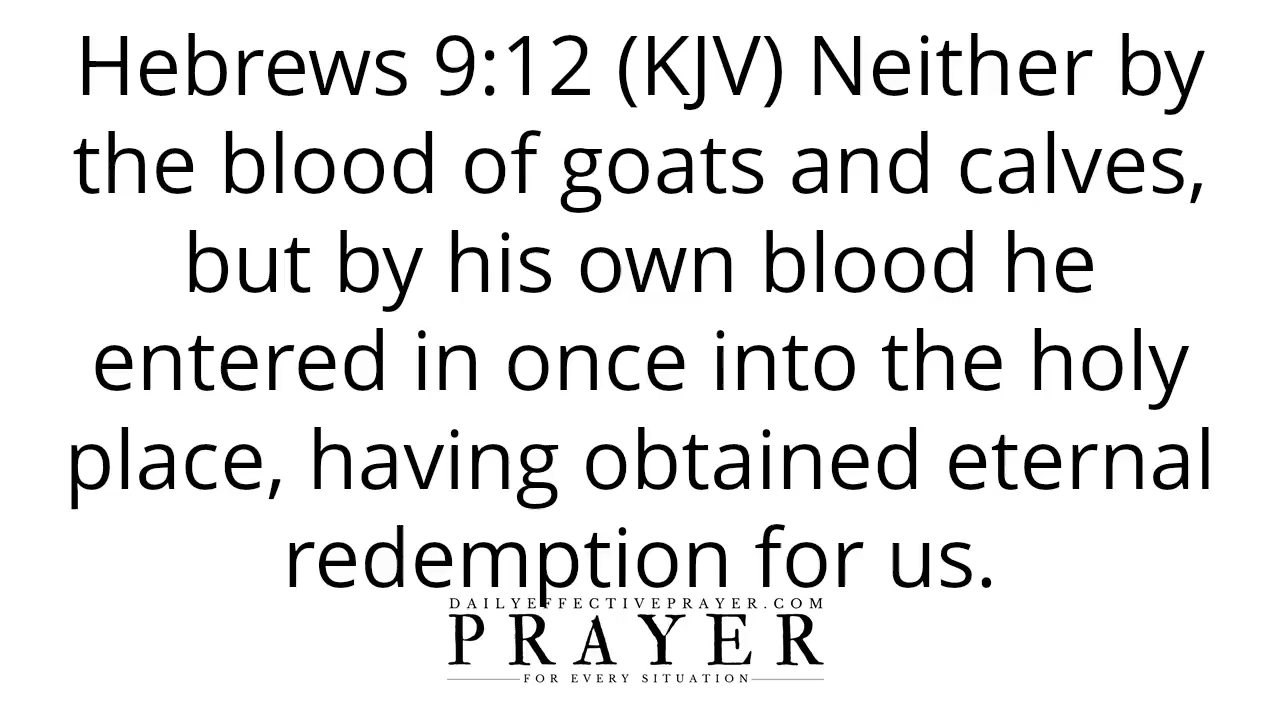 Hebrews 9:12 (KJV) Neither by
the blood of goats and calves,
but by his own blood he
entered in once into the holy
place, having obtained eternal
redemption for us.
DAILYEFFECTIVEPRAYER.COM
PRAYER
FOR EVERY SITUATION